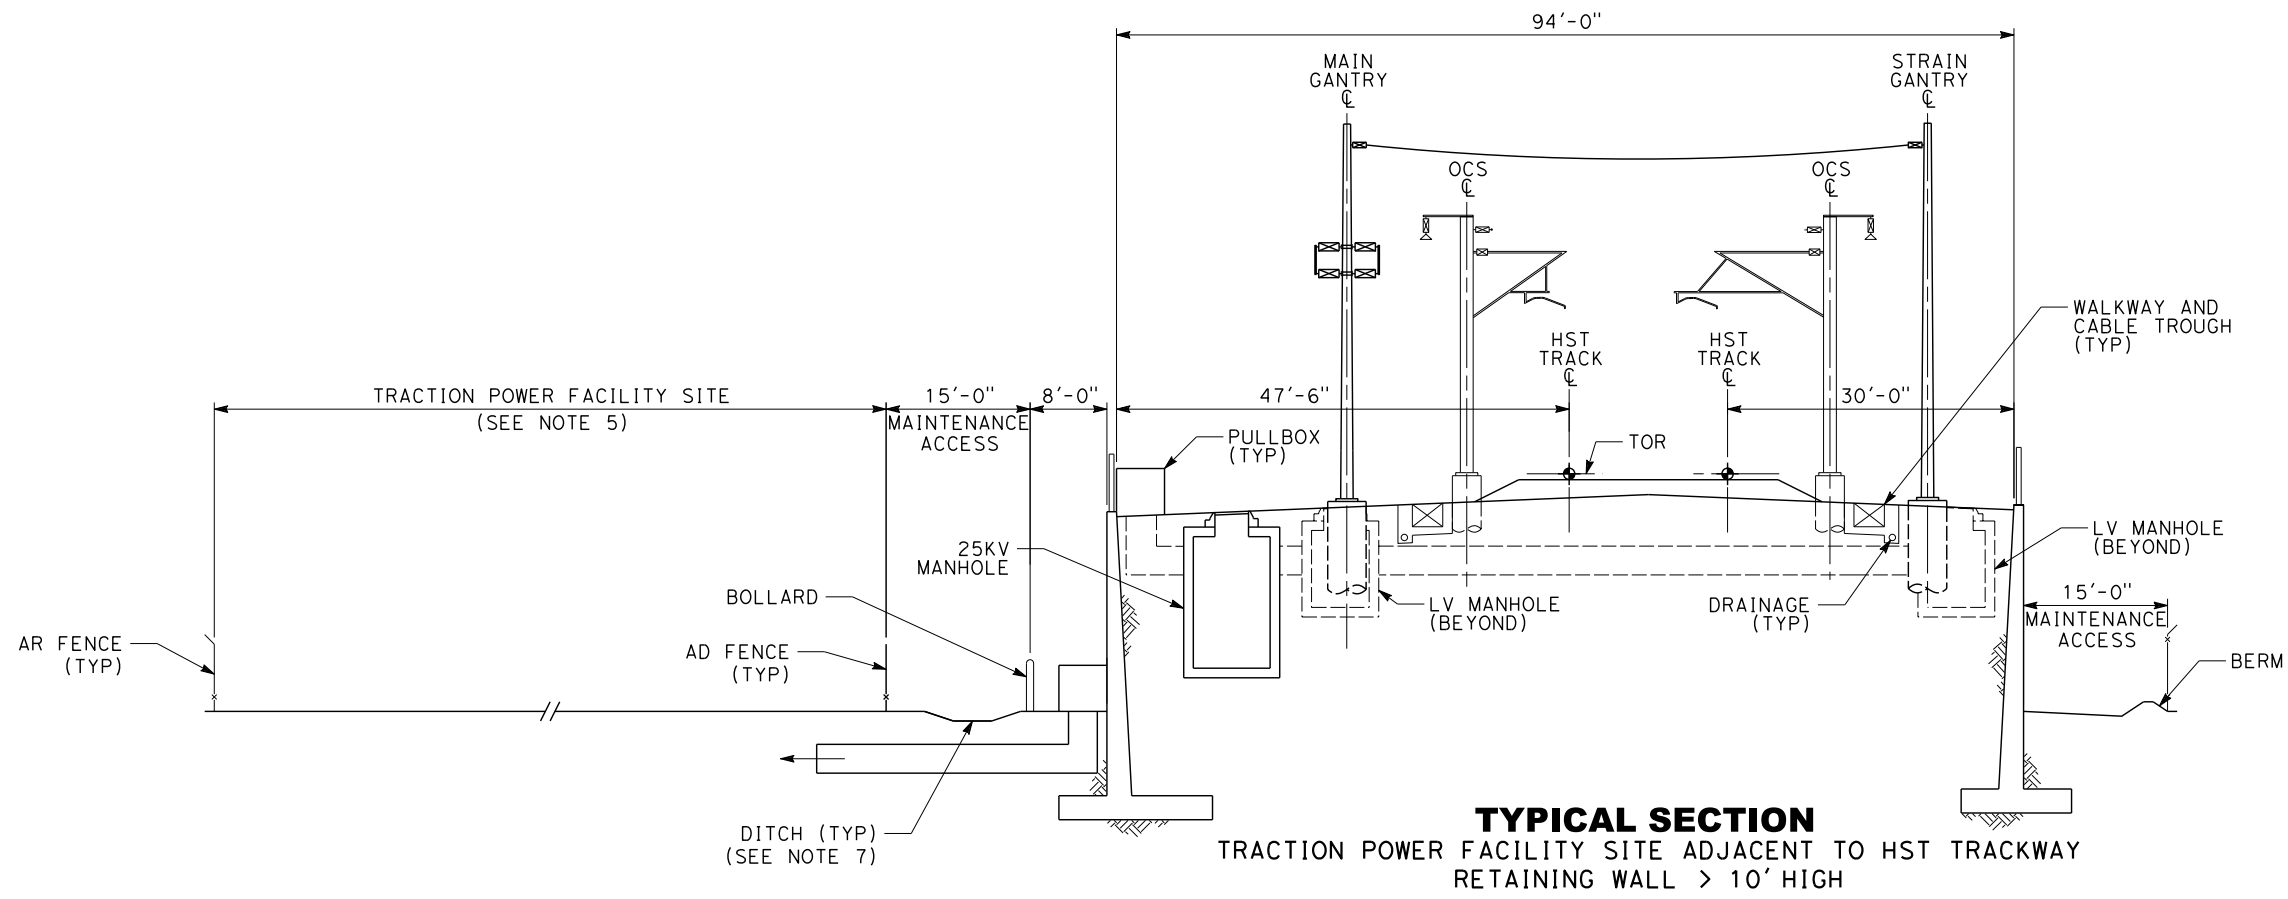 94'-0"
MAIN
GANTRY
℄
STRAIN
GANTRY
℄
OCS
℄
OCS
℄
WALKWAY AND
CABLE TROUGH
(TYP)
HST
TRACK
℄
HST
TRACK
℄
TRACTION POWER FACILITY SITE
(SEE NOTE 5)
15'-0"
MAINTENANCE
ACCESS
8'-0"
47'-6"
30'-0"
PULLBOX
(TYP)
TOR
25KV
MANHOLE
LV MANHOLE
(BEYOND)
BOLLARD
LV MANHOLE
(BEYOND)
DRAINAGE
(TYP)
15'-0"
MAINTENANCE
ACCESS
AR FENCE
(TYP)
AD FENCE
(TYP)
BERM
DITCH (TYP)
(SEE NOTE 7)
TYPICAL SECTION
TRACTION POWER FACILITY SITE ADJACENT TO HST TRACKWAY
RETAINING WALL > 10' HIGH